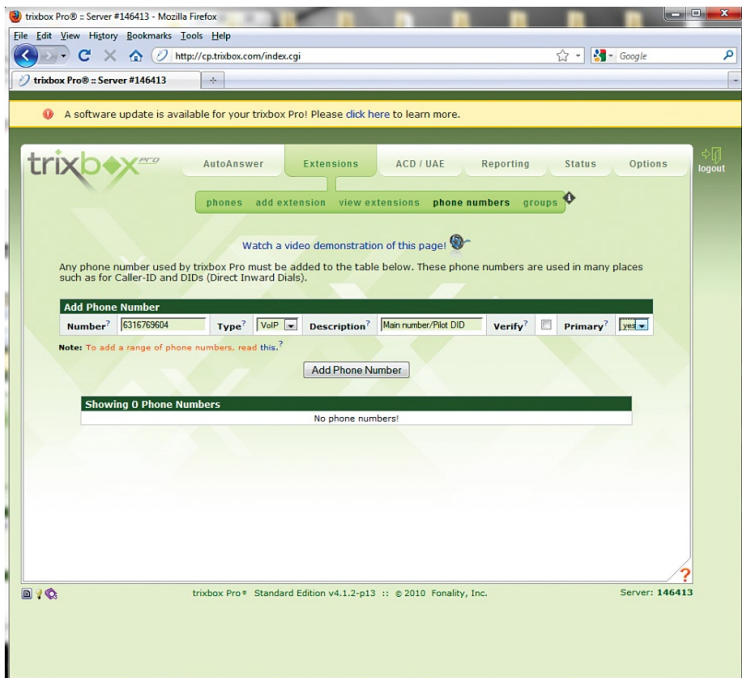 trixbox Pro® :: Server #146413 - Mozilla Firefox
File Edit View History Bookmarks Tools Help
http://cp.trixbox.com/index.cgi
Google
trixbox Pro® :: Server #146413
A software update is available for your trixbox Pro! Please click here to learn more.
trixbox PRO
AutoAnswer Extensions ACD / UAE Reporting Status Options
logout
phones add extension view extensions phone numbers groups
Watch a video demonstration of this page!
Any phone number used by trixbox Pro must be added to the table below. These phone numbers are used in many places
such as for Caller-ID and DIDs (Direct Inward Dials).
Add Phone Number
Number? 6316769604 Type? VoIP Description? Main number/Pilot DID Verify? Primary? yes
Note: To add a range of phone numbers, read this.?
Add Phone Number
Showing 0 Phone Numbers
No phone numbers!
?
trixbox Pro® Standard Edition v4.1.2-p13 :: © 2010 Fonality, Inc. Server: 146413